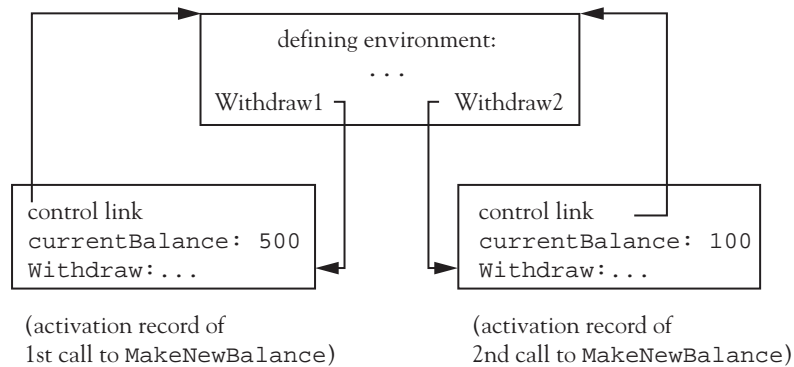 defining environment:
. . .
Withdraw1 Withdraw2
control link
currentBalance: 500
Withdraw:...
(activation record of
1st call to MakeNewBalance)
control link
currentBalance: 100
Withdraw:...
(activation record of
2nd call to MakeNewBalance)